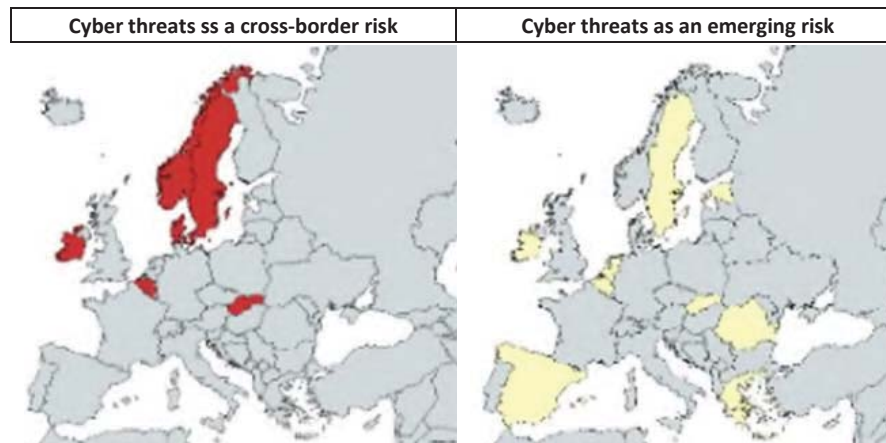 Cyber threats ss a cross-border risk
Cyber threats as an emerging risk